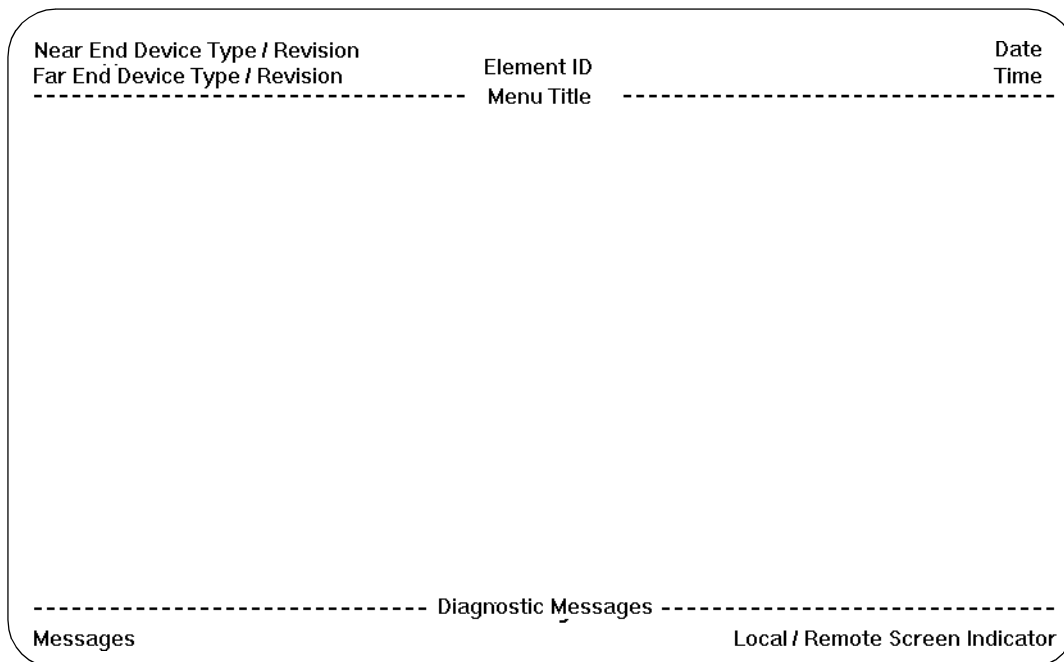 Near End Device Type / Revision
Far End Device Type / Revision
Element ID
Date
Time
-------------------------------- Menu Title --------------------------------
----------------------------- Diagnostic Messages -----------------------------
Messages
Local / Remote Screen Indicator